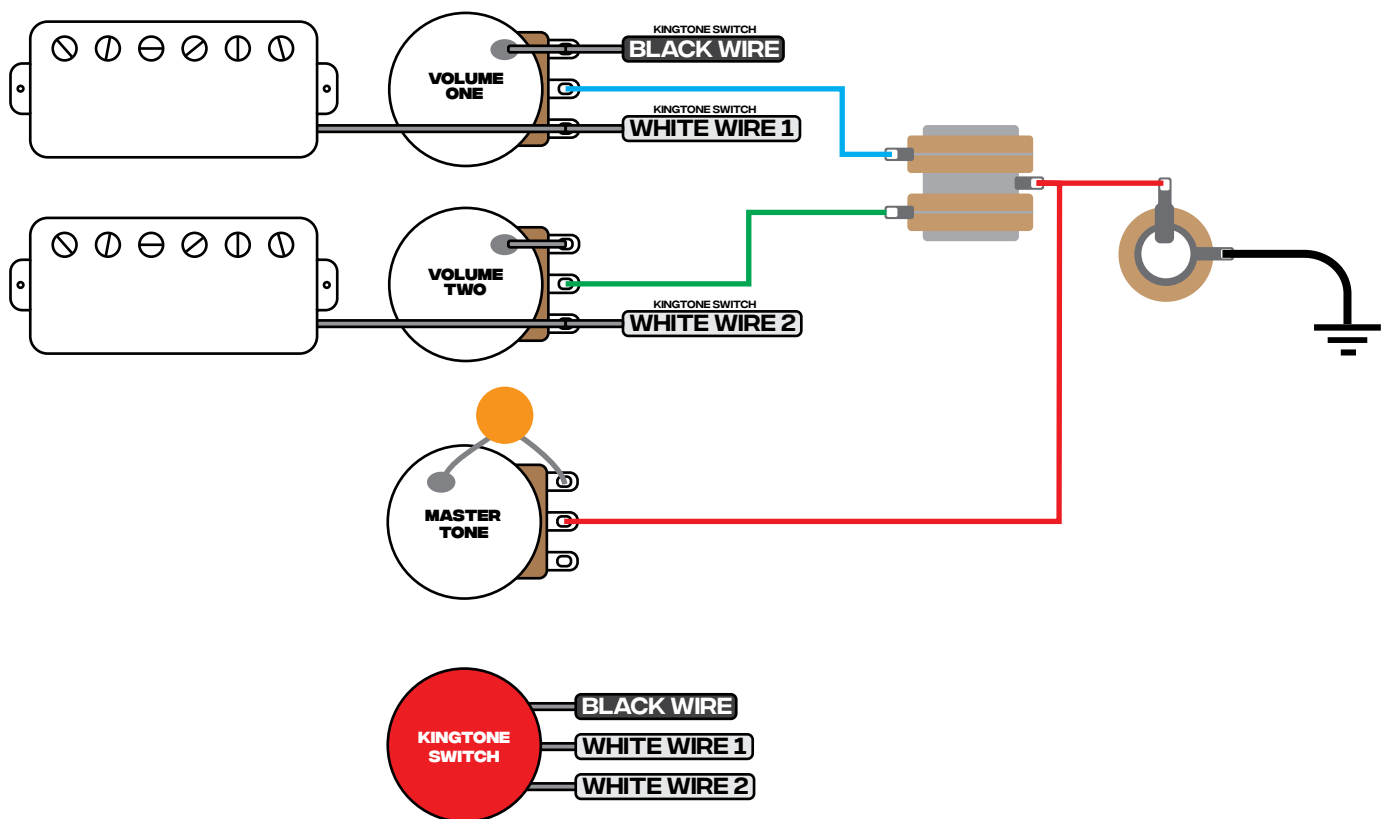 KINGTONE SWITCH
BLACK WIRE
VOLUME
ONE
KINGTONE SWITCH
WHITE WIRE 1
VOLUME
TWO
KINGTONE SWITCH
WHITE WIRE 2
MASTER
TONE
KINGTONE
SWITCH
BLACK WIRE
WHITE WIRE 1
WHITE WIRE 2